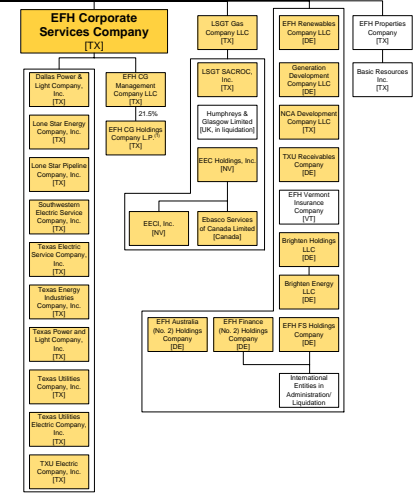 EFH Corporate
Services Company
[TX]
Dallas Power &
Light Company,
Inc.
[TX]
Lone Star Energy
Company, Inc.
[TX]
Lone Star Pipeline
Company, Inc.
[TX]
Southwestern
Electric Service
Company, Inc.
[TX]
Texas Electric
Service Company,
Inc.
[TX]
Texas Energy
Industries
Company, Inc.
[TX]
Texas Power and
Light Company,
Inc.
[TX]
Texas Utilities
Company, Inc.
[TX]
Texas Utilities
Electric Company,
Inc.
[TX]
TXU Electric
Company, Inc.
[TX]
EFH CG
Management
Company LLC
[TX]
21.5%
EFH CG Holdings
Company L.P.(1)
[TX]
LSGT Gas
Company LLC
[TX]
LSGT SACROC,
Inc.
[TX]
Humphreys &
Glasgow Limited
[UK, in liquidation]
EEC Holdings, Inc.
[NV]
EECI, Inc.
[NV]
Ebasco Services
of Canada Limited
[Canada]
EFH Renewables
Company LLC
[DE]
Generation
Development
Company LLC
[DE]
NCA Development
Company LLC
[TX]
TXU Receivables
Company
[DE]
EFH Vermont
Insurance
Company
[VT]
Brighten Holdings
LLC
[DE]
Brighten Energy
LLC
[DE]
EFH Australia
(No. 2) Holdings
Company
[DE]
EFH Finance
(No. 2) Holdings
Company
[DE]
EFH FS Holdings
Company
[DE]
International
Entities in
Administration/
Liquidation
EFH Properties
Company
[TX]
Basic Resources
Inc.
[TX]